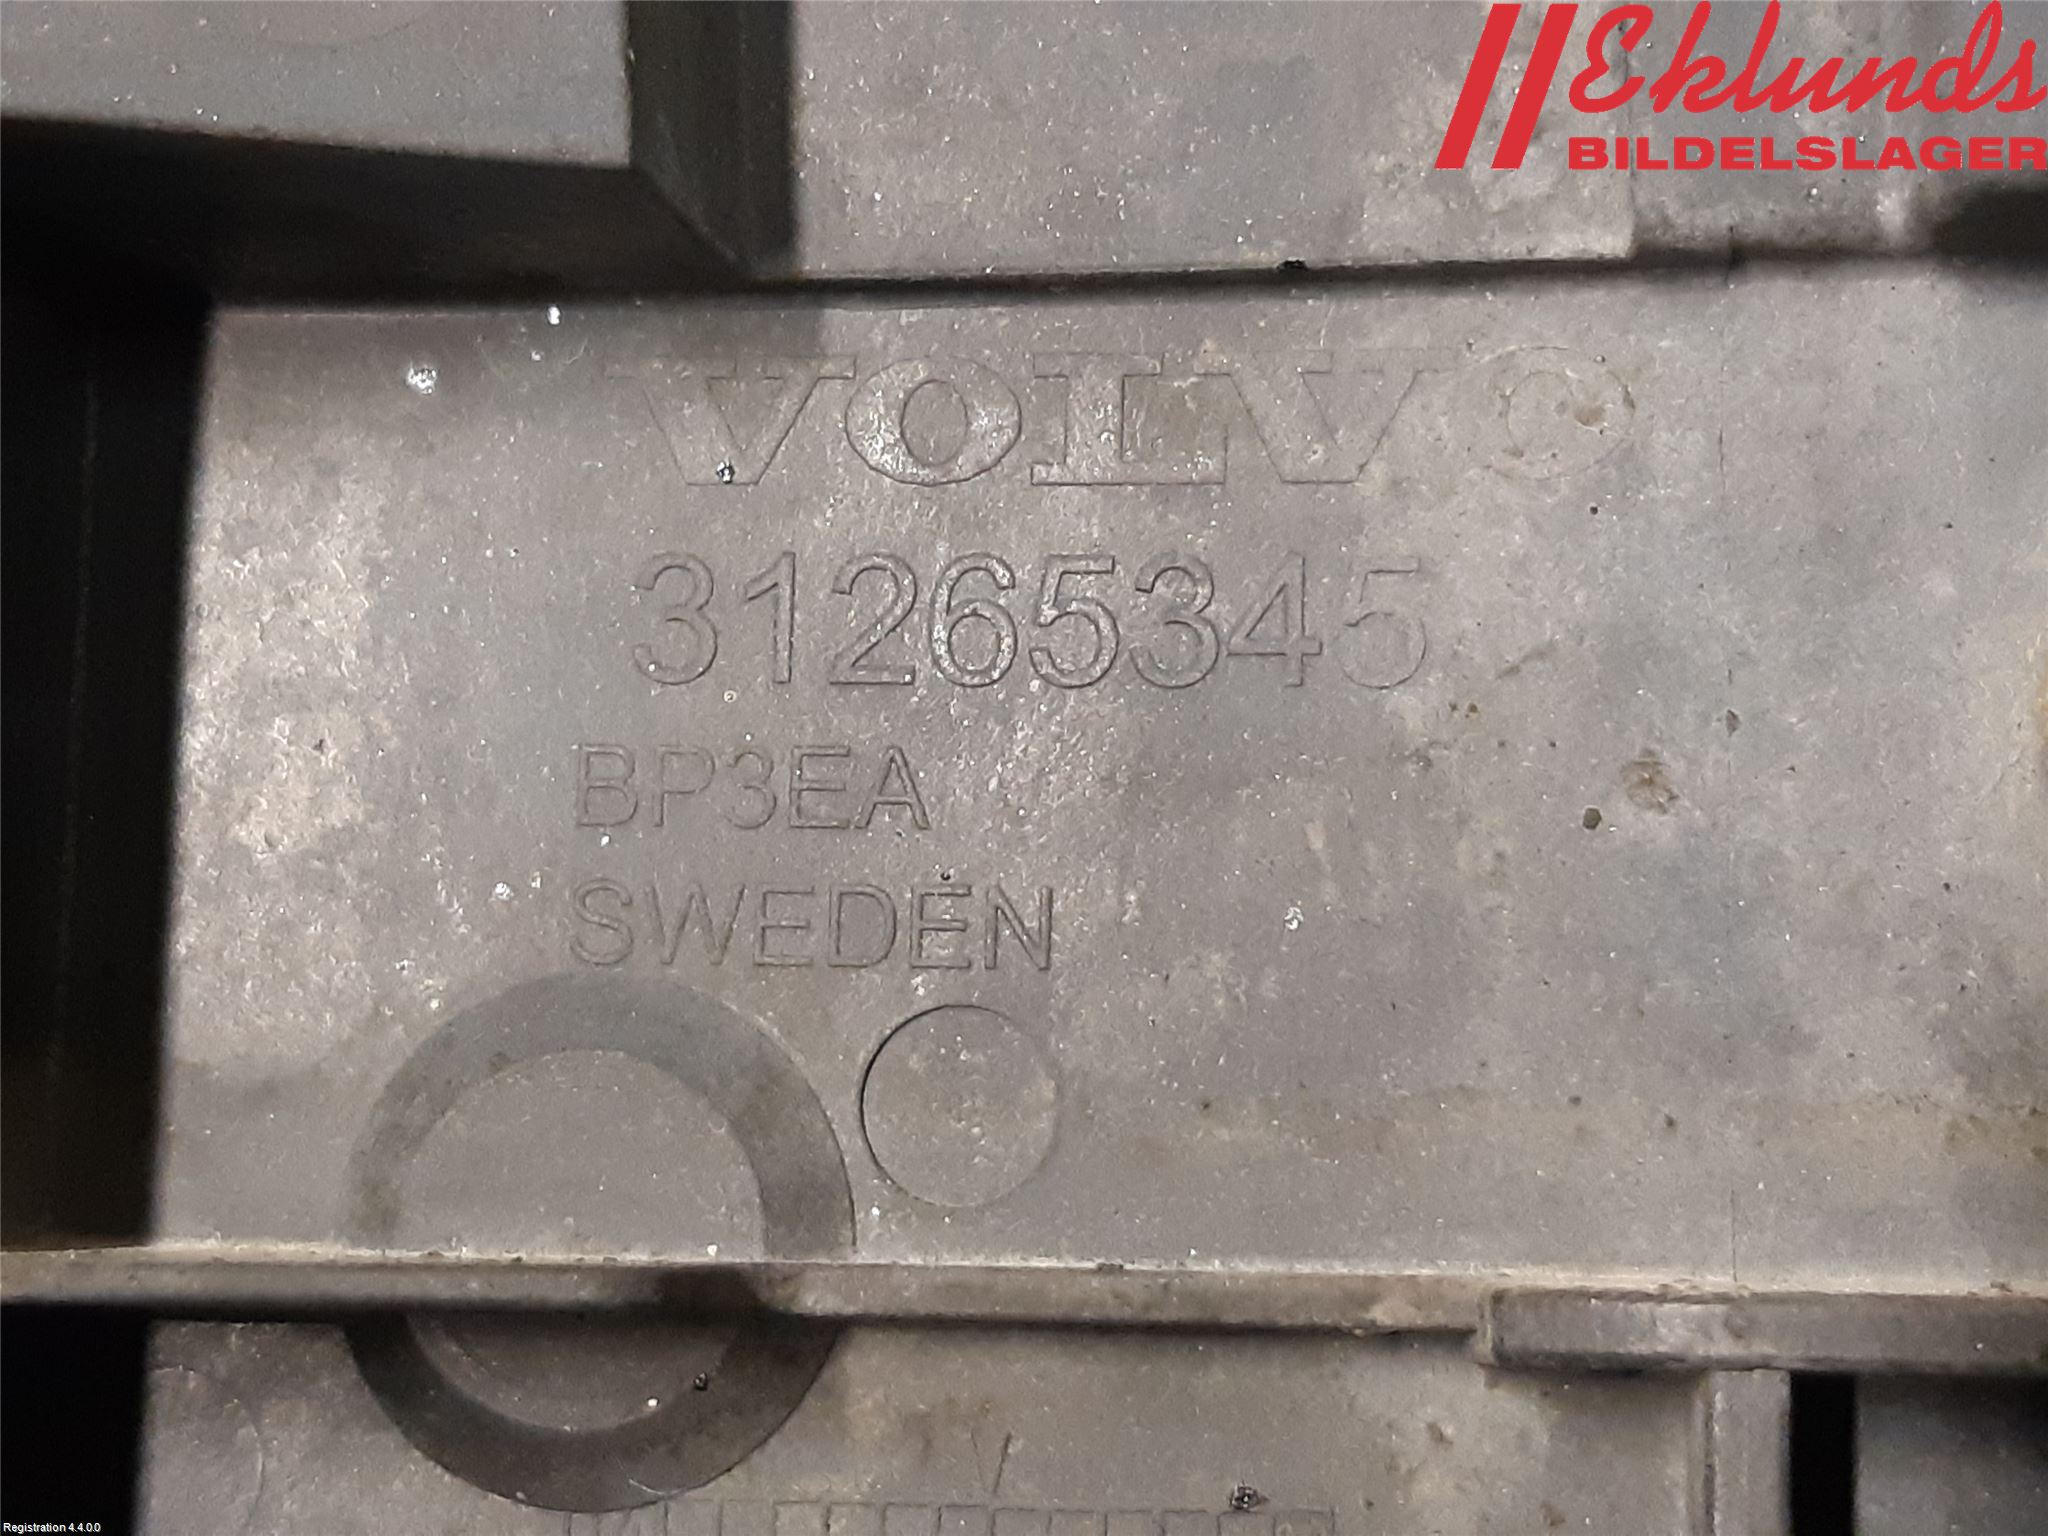 Eklunds
BILDELSLAGER
VOLVO
31265345
BP3EA
SWEDEN
Registration 4.4.0.0